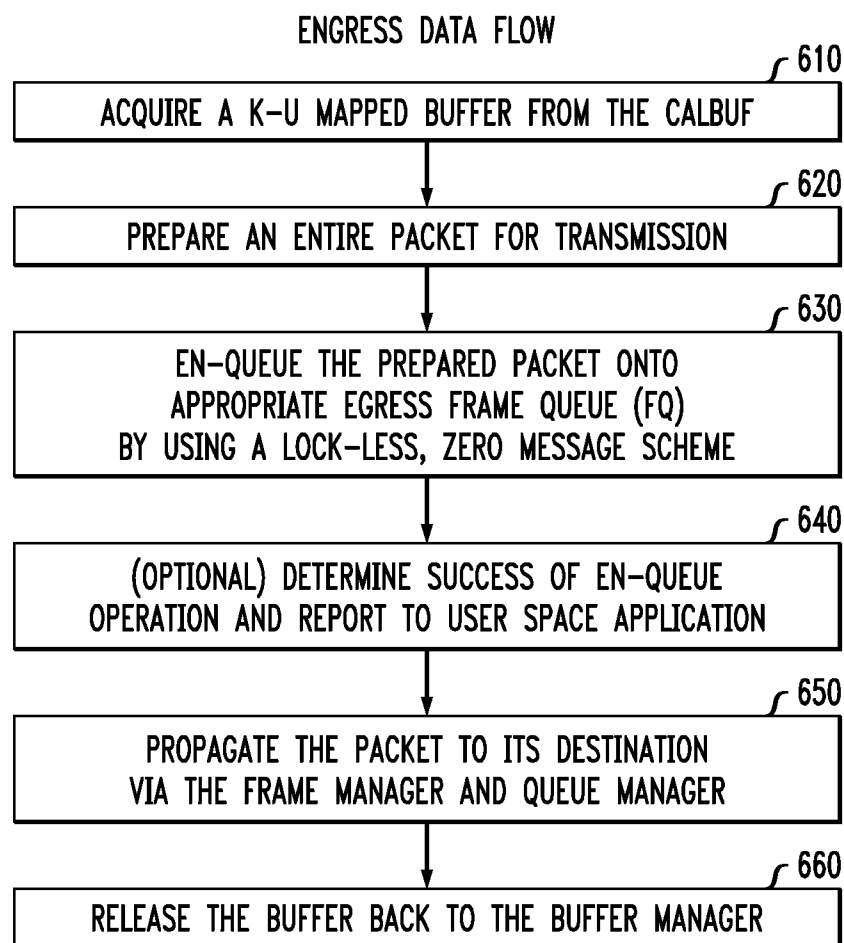 ENGRESS DATA FLOW
610
ACQUIRE A K-U MAPPED BUFFER FROM THE CALBUF
620
PREPARE AN ENTIRE PACKET FOR TRANSMISSION
630
EN-QUEUE THE PREPARED PACKET ONTO
APPROPRIATE EGRESS FRAME QUEUE (FQ)
BY USING A LOCK-LESS, ZERO MESSAGE SCHEME
640
(OPTIONAL) DETERMINE SUCCESS OF EN-QUEUE
OPERATION AND REPORT TO USER SPACE APPLICATION
650
PROPAGATE THE PACKET TO ITS DESTINATION
VIA THE FRAME MANAGER AND QUEUE MANAGER
660
RELEASE THE BUFFER BACK TO THE BUFFER MANAGER